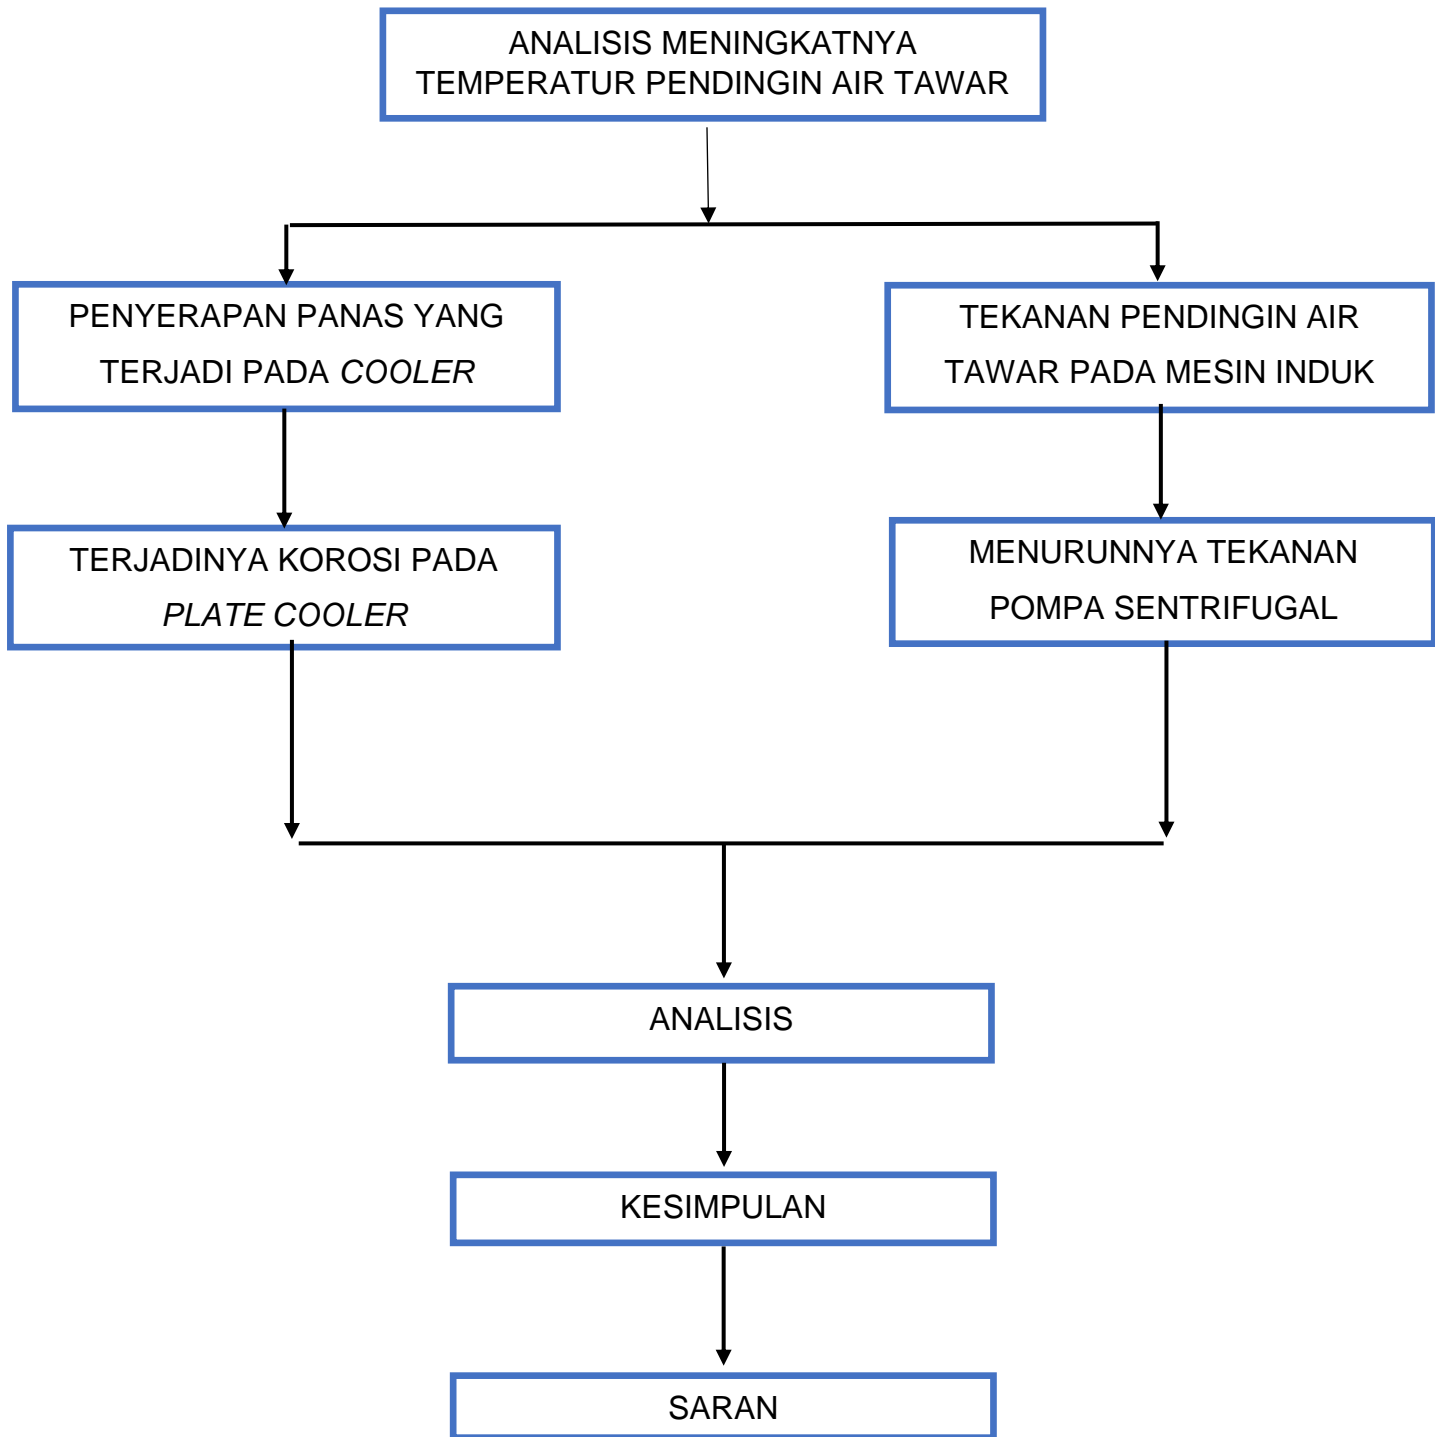 ANALISIS MENINGKATNYA
TEMPERATUR PENDINGIN AIR TAWAR
PENYERAPAN PANAS YANG
TERJADI PADA COOLER
TEKANAN PENDINGIN AIR
TAWAR PADA MESIN INDUK
TERJADINYA KOROSI PADA
PLATE COOLER
MENURUNNYA TEKANAN
POMPA SENTRIFUGAL
ANALISIS
KESIMPULAN
SARAN